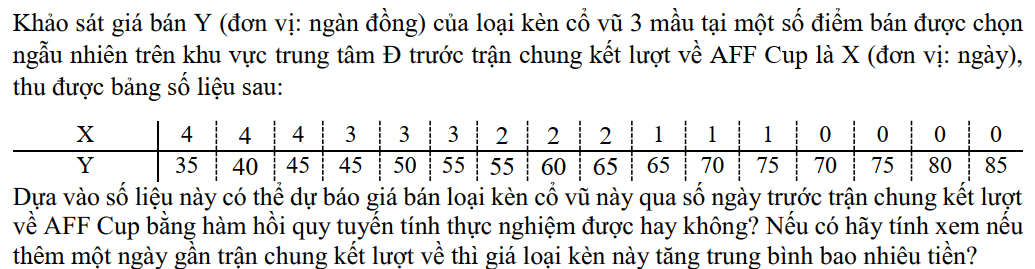 Khảo sát giá bán Y (đơn vị: ngàn đồng) của loại kèn cổ vũ 3 mầu tại một số điểm bán được chọn
ngẫu nhiên trên khu vực trung tâm Đ trước trận chung kết lượt về AFF Cup là X (đơn vị: ngày),
thu được bảng số liệu sau:
X 4 4 4 3 3 3 2 2 2 1 1 1 0 0 0 0
Y 35 40 45 45 50 55 55 60 65 65 70 75 70 75 80 85
Dựa vào số liệu này có thể dự báo giá bán loại kèn cổ vũ này qua số ngày trước trận chung kết lượt
về AFF Cup bằng hàm hồi quy tuyến tính thực nghiệm được hay không? Nếu có hãy tính xem nếu
thêm một ngày gần trận chung kết lượt về thì giá loại kèn này tăng trung bình bao nhiêu tiền?